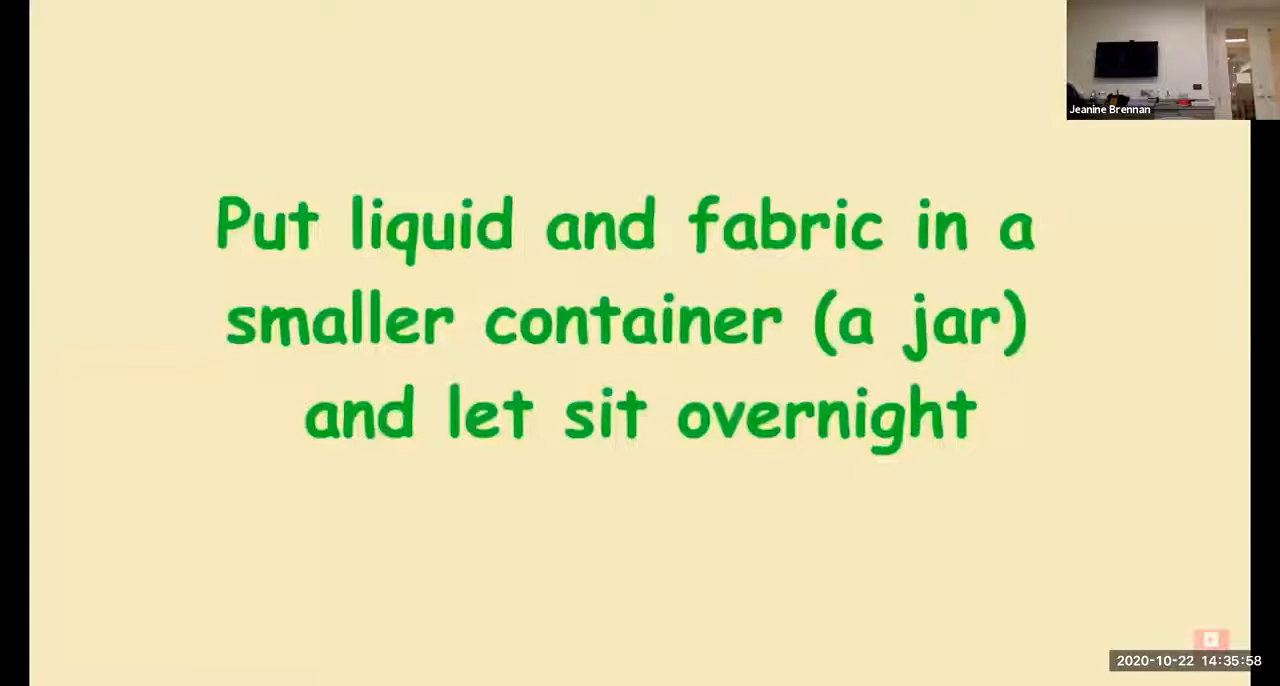 Jeanine Brennan
Put liquid and fabric in a
smaller container (a jar)
and let sit overnight
2020-10-22 14:35:58